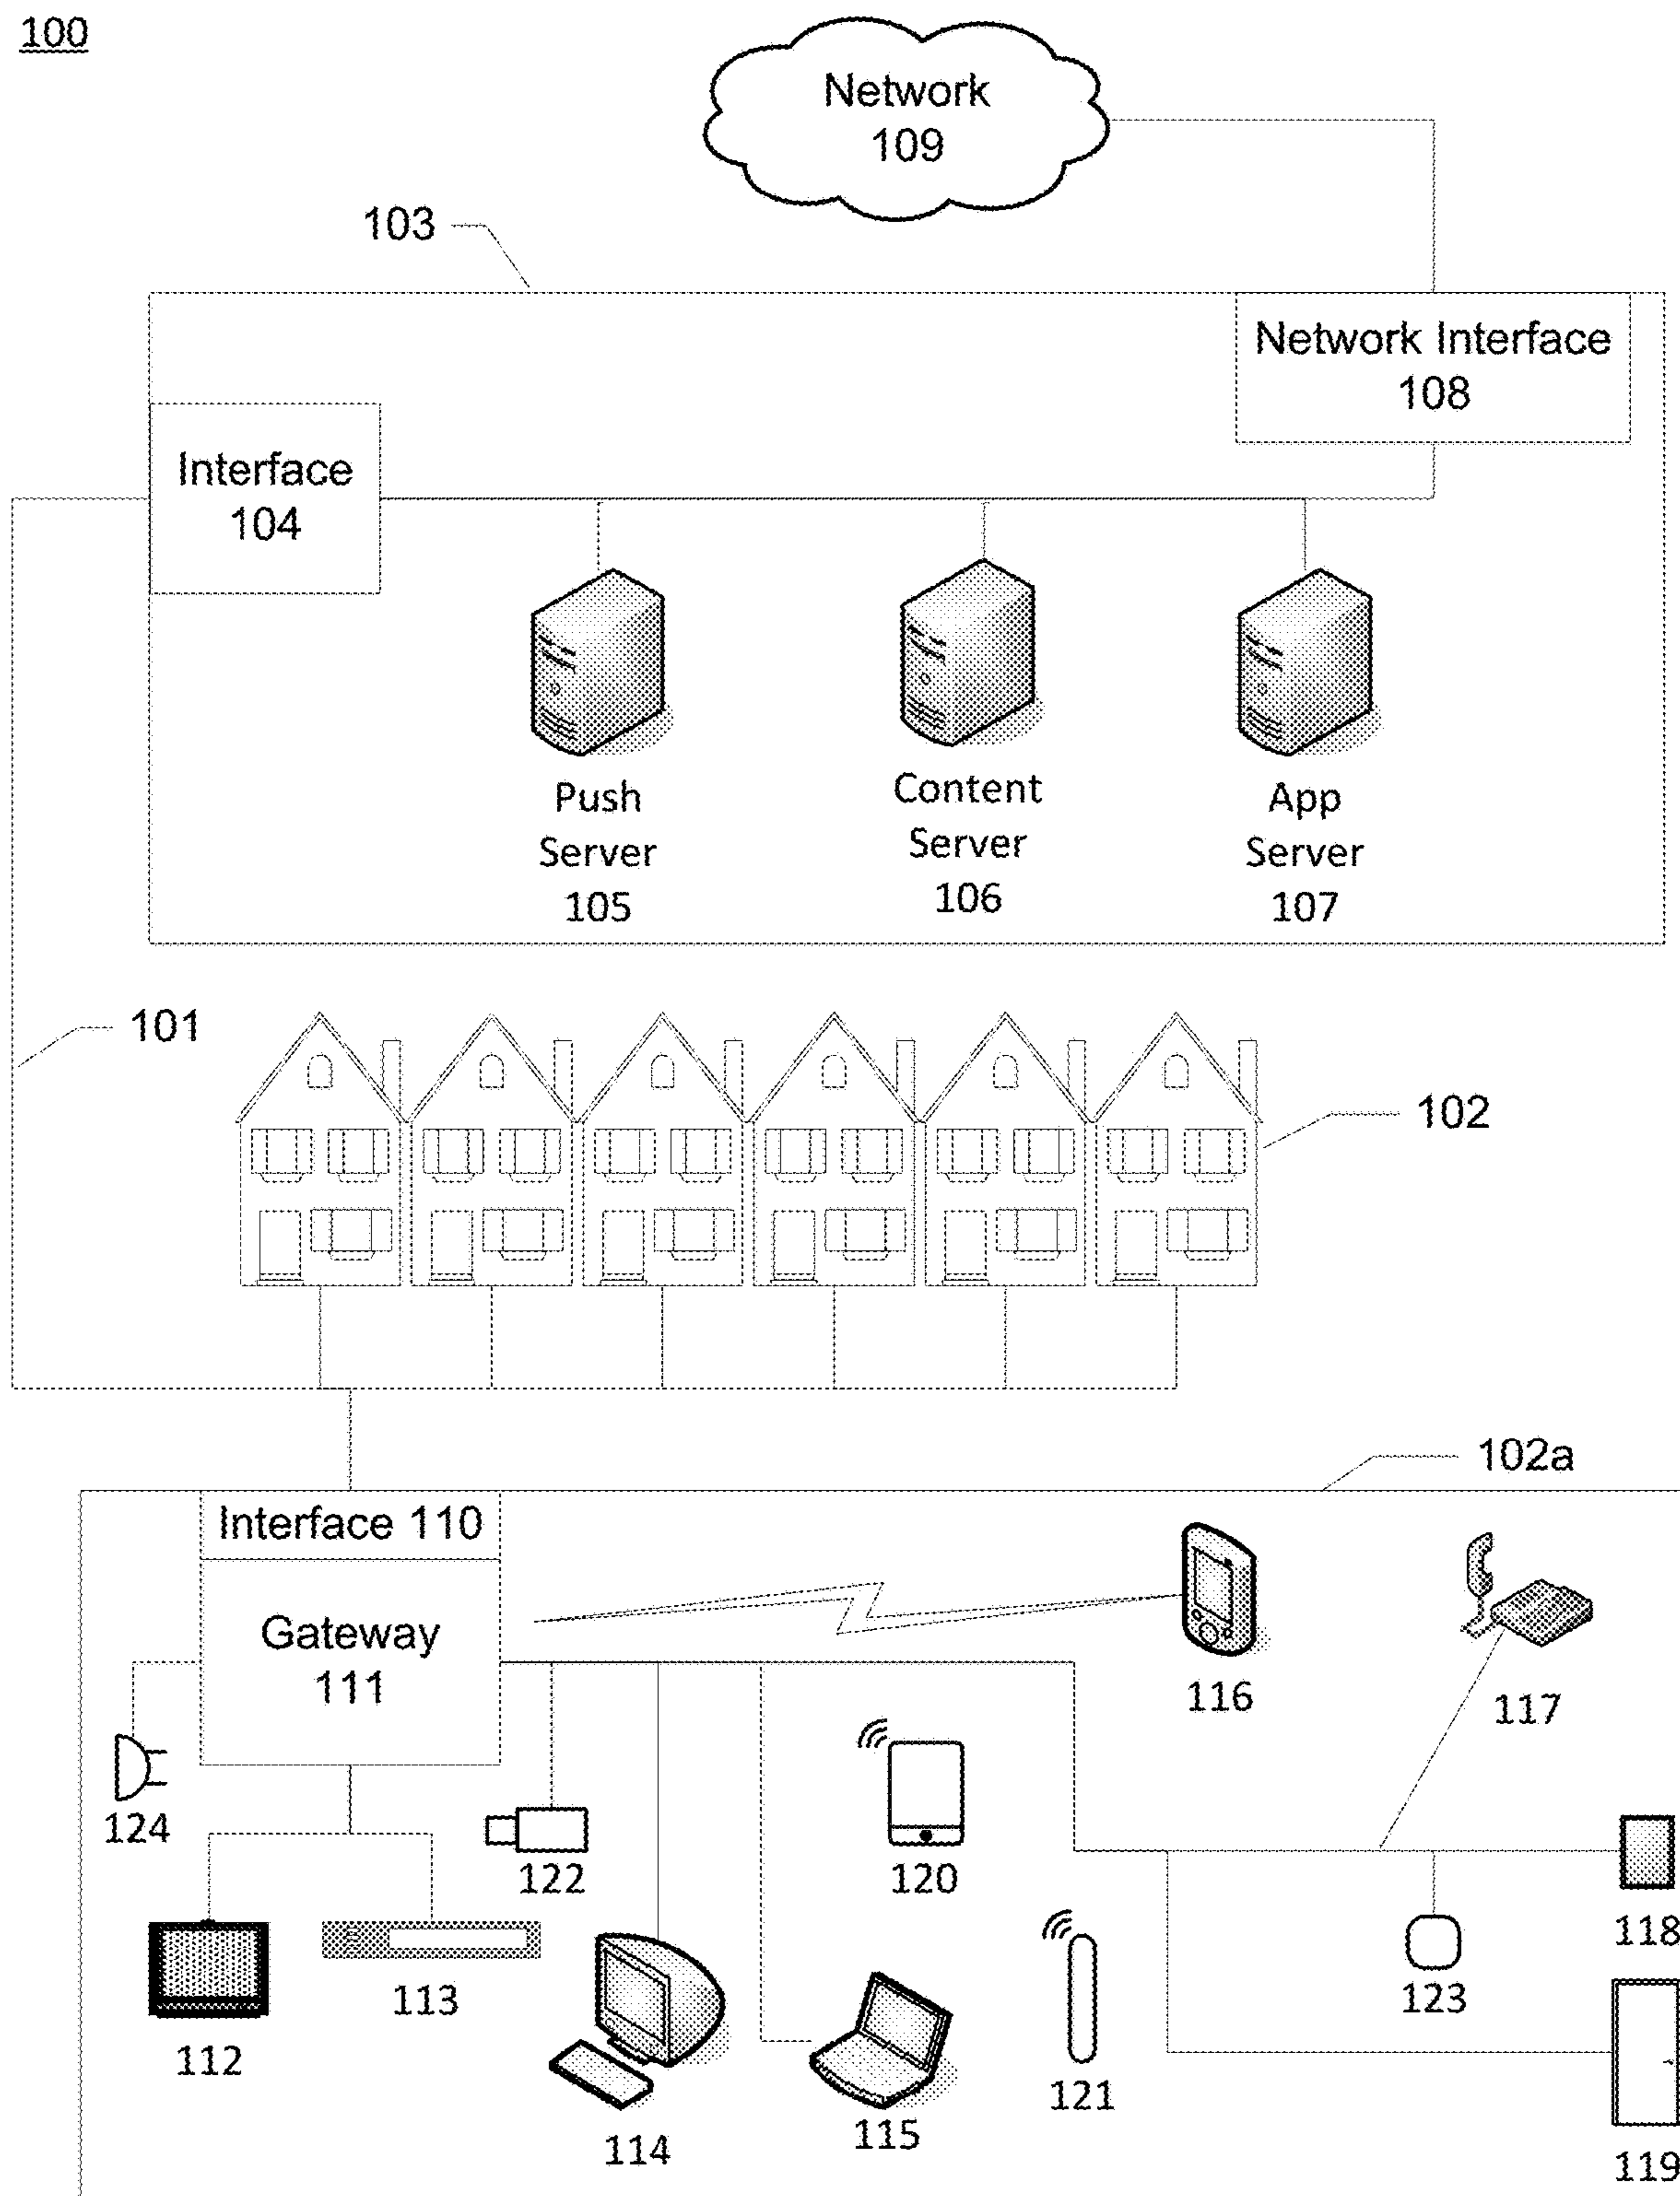 100
Network
109
103
Network Interface
108
Interface
104
Push
Server
105
Content
Server
106
App
Server
107
101
102
102a
Interface 110
Gateway
111
116
117
124
122
120
118
123
112
113
114
115
121
119